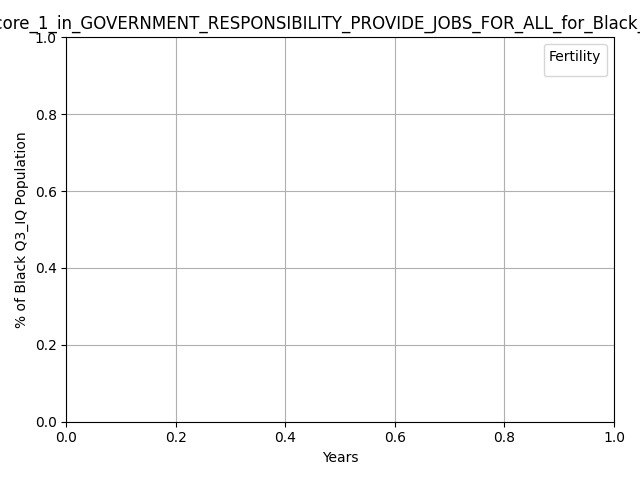 core_1_in_GOVERNMENT_RESPONSIBILITY_PROVIDE_JOBS_FOR_ALL_for_Black_
Fertility
% of Black Q3_IQ Population
1.0
0.8
0.6
0.4
0.2
0.0
0.0 0.2 0.4 0.6 0.8 1.0
Years